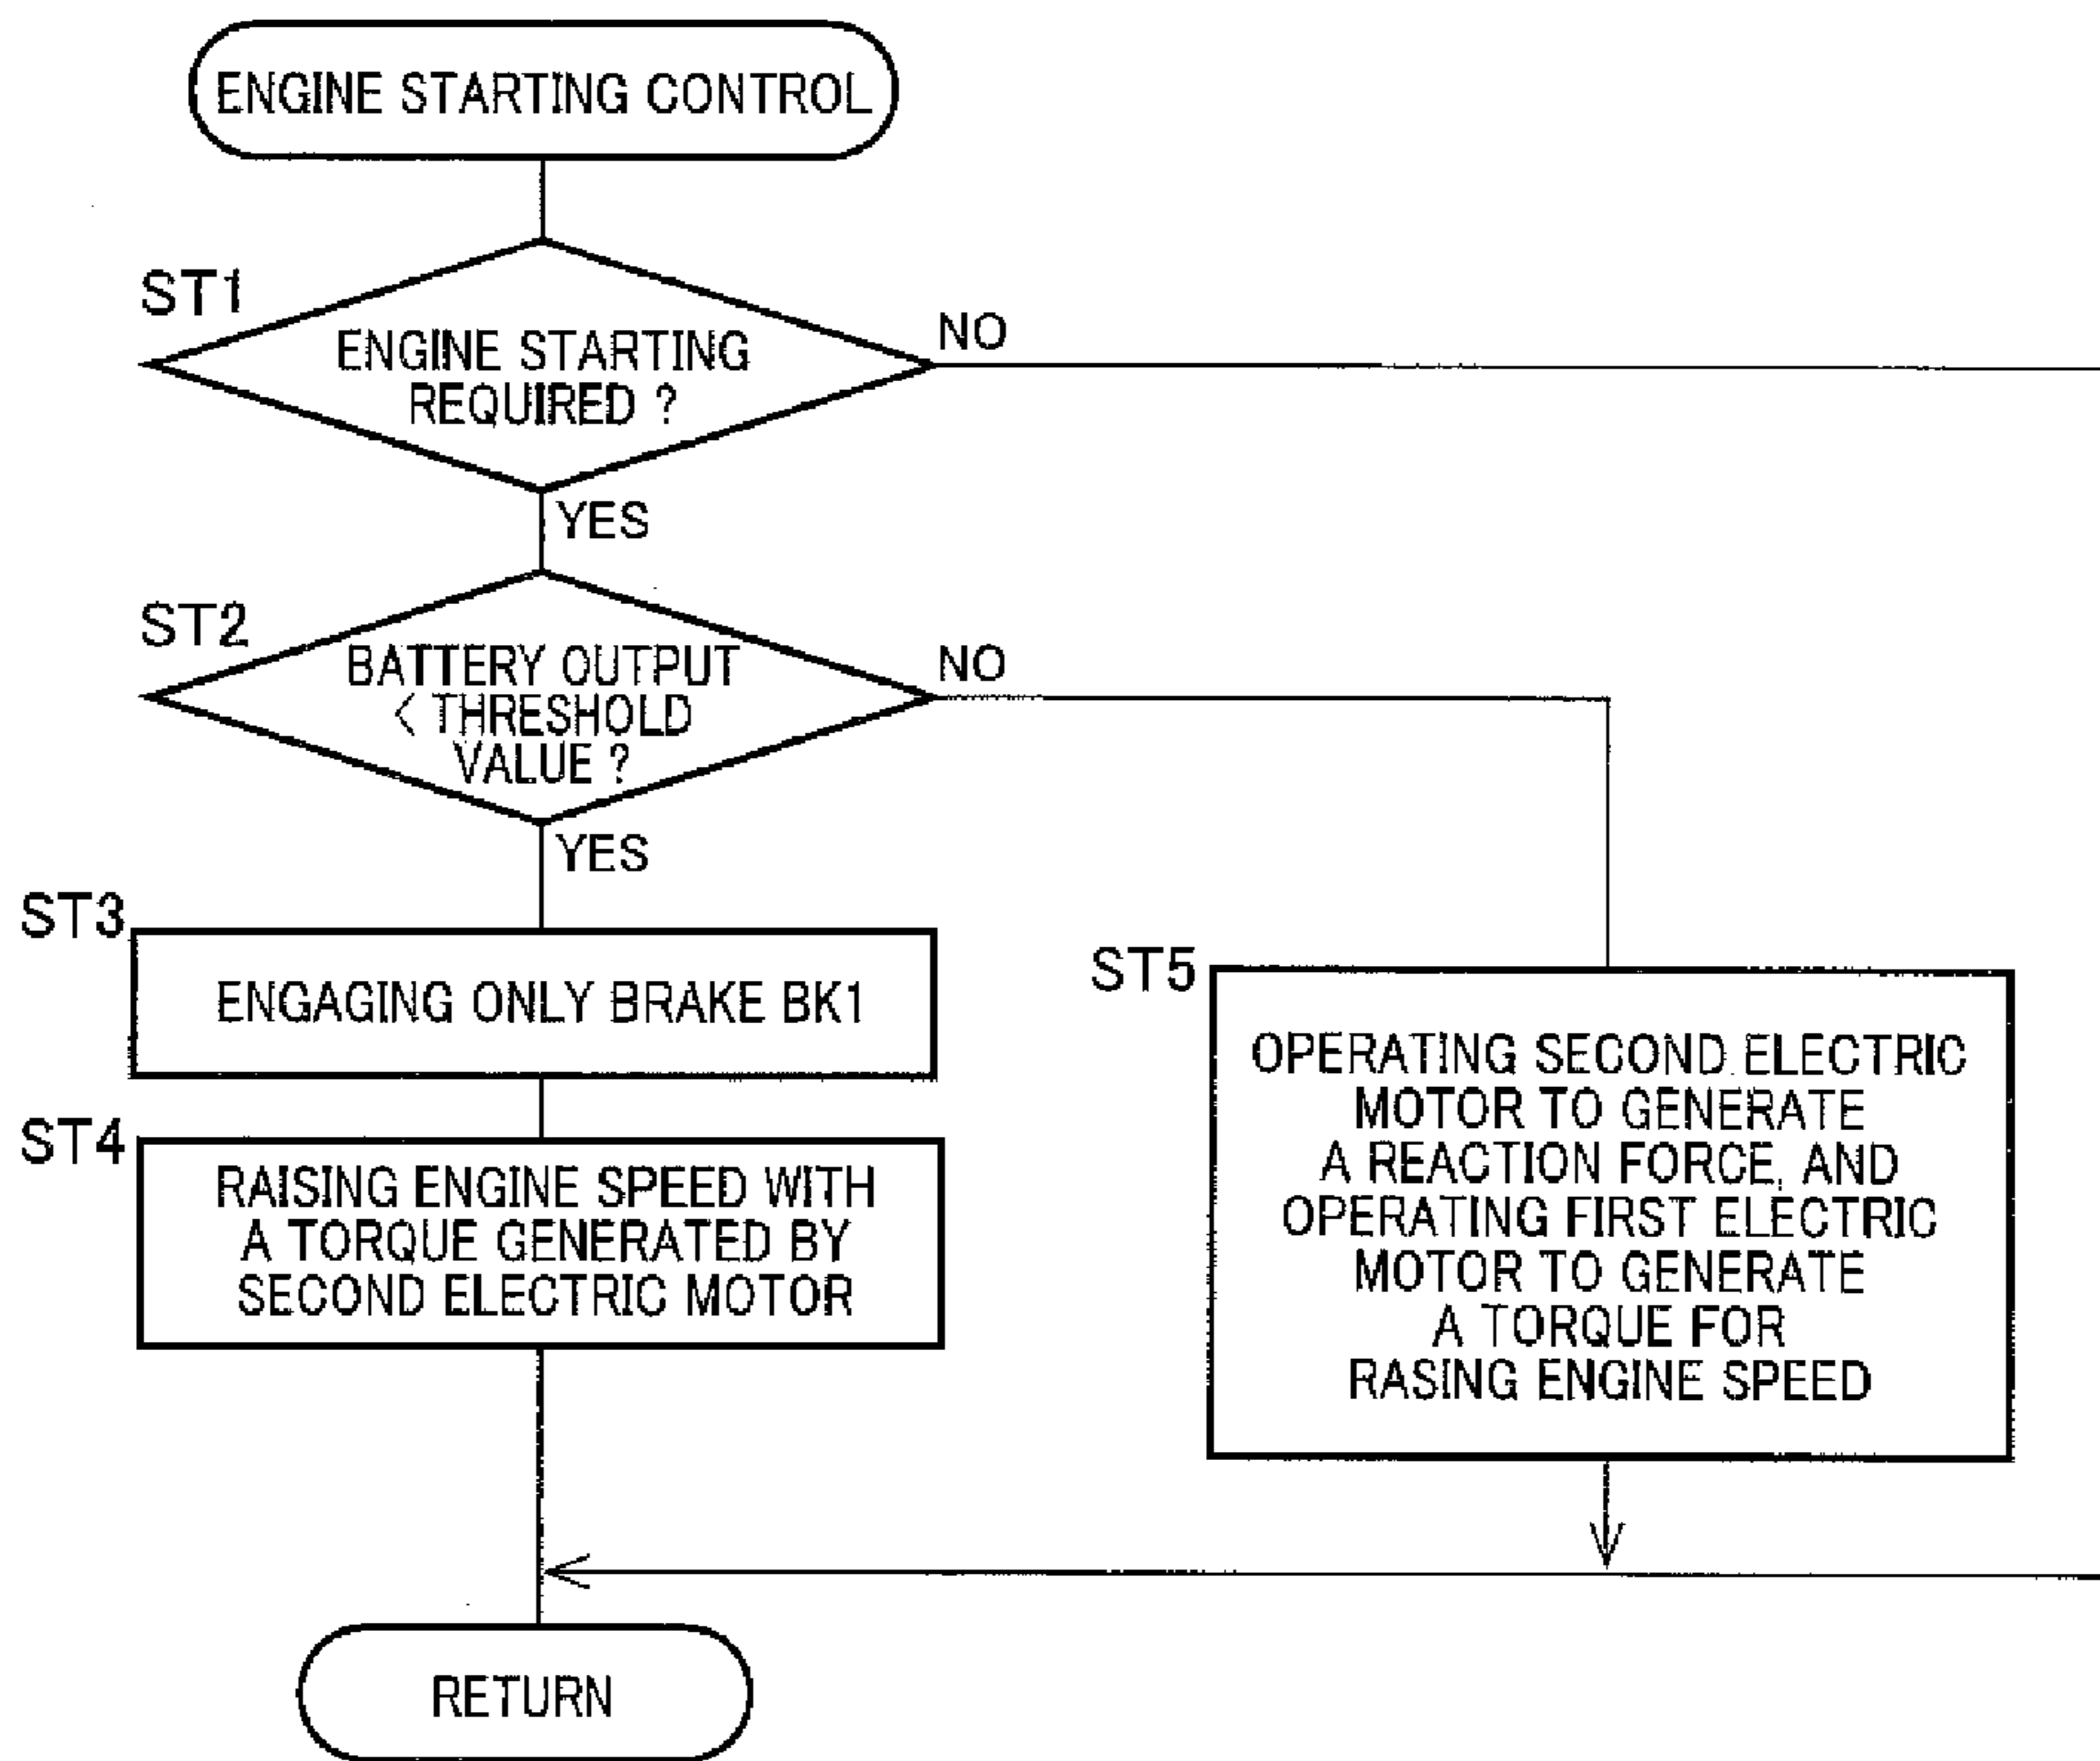 ENGINE STARTING CONTROL
ST1
ENGINE STARTING
REQUIRED ?
NO
YES
ST2
BATTERY OUTPUT
< THRESHOLD
VALUE ?
NO
YES
ST3
ENGAGING ONLY BRAKE BK1
ST4
RAISING ENGINE SPEED WITH
A TORQUE GENERATED BY
SECOND ELECTRIC MOTOR
ST5
OPERATING SECOND ELECTRIC
MOTOR TO GENERATE
A REACTION FORCE, AND
OPERATING FIRST ELECTRIC
MOTOR TO GENERATE
A TORQUE FOR
RASING ENGINE SPEED
RETURN